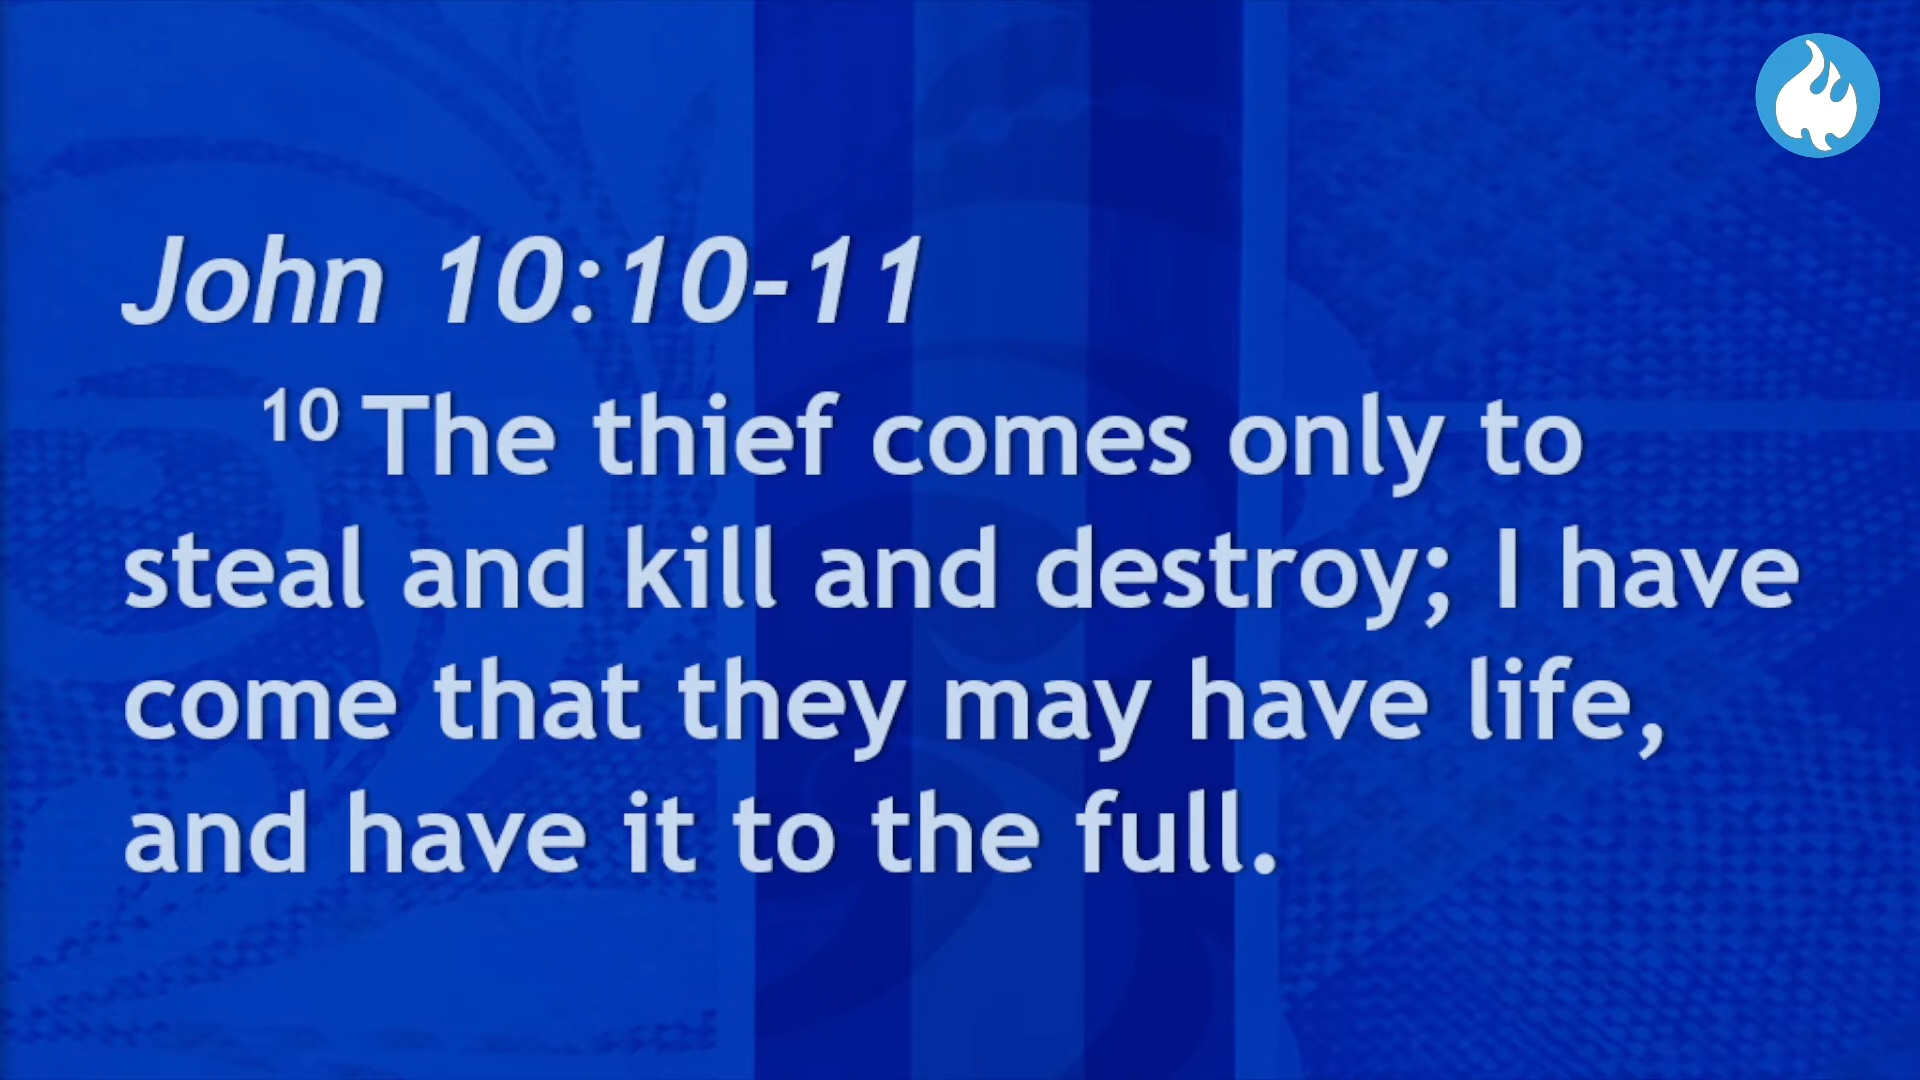 John 10:10-11
10 The thief comes only to
steal and kill and destroy; I have
come that they may have life,
and have it to the full.